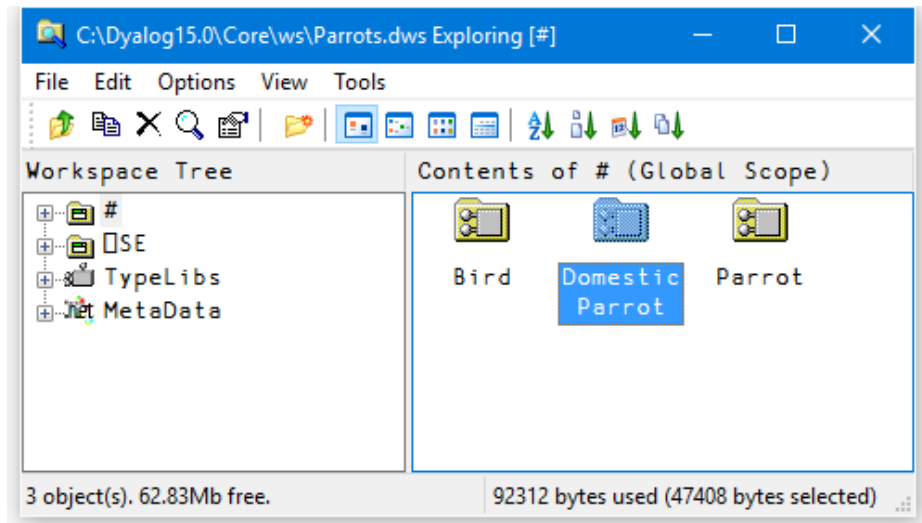 C:\Dyalog15.0\Core\ws\Parrots.dws Exploring [#]
File Edit Options View Tools
Workspace Tree
Contents of # (Global Scope)
#
⎕SE
TypeLibs
.net MetaData
Bird
Domestic
Parrot
Parrot
3 object(s). 62.83Mb free.
92312 bytes used (47408 bytes selected)